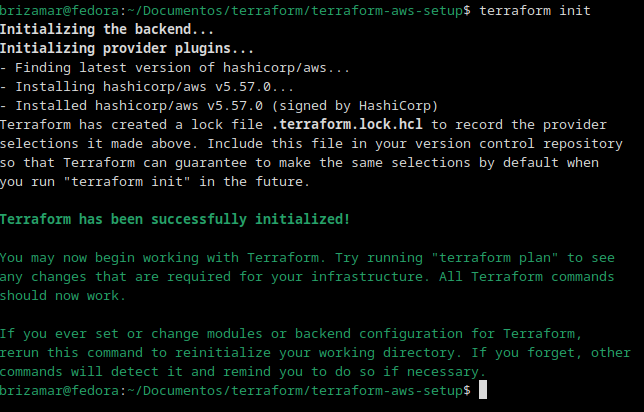 brizamar@fedora:~/Documentos/terraform/terraform-aws-setup$ terraform init
Initializing the backend...
Initializing provider plugins...
- Finding latest version of hashicorp/aws...
- Installing hashicorp/aws v5.57.0...
- Installed hashicorp/aws v5.57.0 (signed by HashiCorp)
Terraform has created a lock file .terraform.lock.hcl to record the provider
selections it made above. Include this file in your version control repository
so that Terraform can guarantee to make the same selections by default when
you run "terraform init" in the future.
Terraform has been successfully initialized!
You may now begin working with Terraform. Try running "terraform plan" to see
any changes that are required for your infrastructure. All Terraform commands
should now work.
If you ever set or change modules or backend configuration for Terraform,
rerun this command to reinitialize your working directory. If you forget, other
commands will detect it and remind you to do so if necessary.
brizamar@fedora:~/Documentos/terraform/terraform-aws-setup$